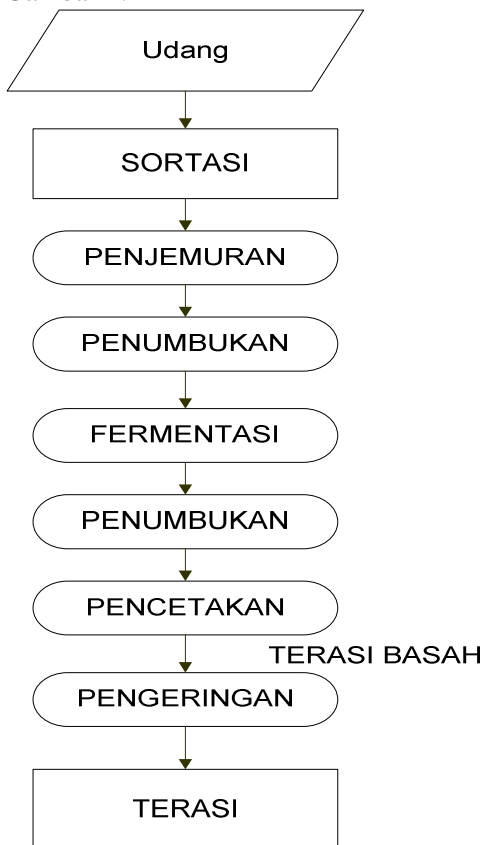 Udang
SORTASI
PENJEMURAN
PENUMBUKAN
FERMENTASI
PENUMBUKAN
PENCETAKAN
TERASI BASAH
PENGERINGAN
TERASI